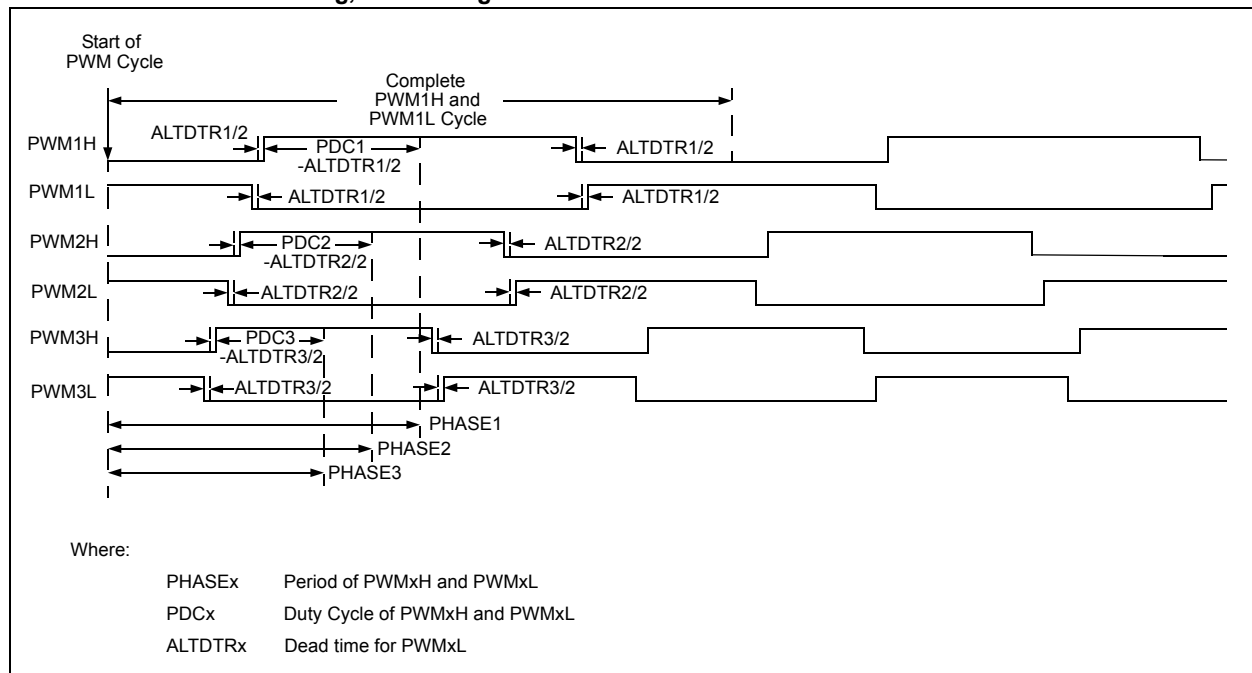 Start of
PWM Cycle
Complete
PWM1H and
PWM1L Cycle
PWM1H
ALTDTR1/2
PDC1
-ALTDTR1/2
ALTDTR1/2
PWM1L
ALTDTR1/2
ALTDTR1/2
PWM2H
PDC2
-ALTDTR2/2
ALTDTR2/2
PWM2L
ALTDTR2/2
ALTDTR2/2
PWM3H
PDC3
-ALTDTR3/2
ALTDTR3/2
PWM3L
ALTDTR3/2
ALTDTR3/2
PHASE1
PHASE2
PHASE3
Where:
PHASEx Period of PWMxH and PWMxL
PDCx Duty Cycle of PWMxH and PWMxL
ALTDTRx Dead time for PWMxL